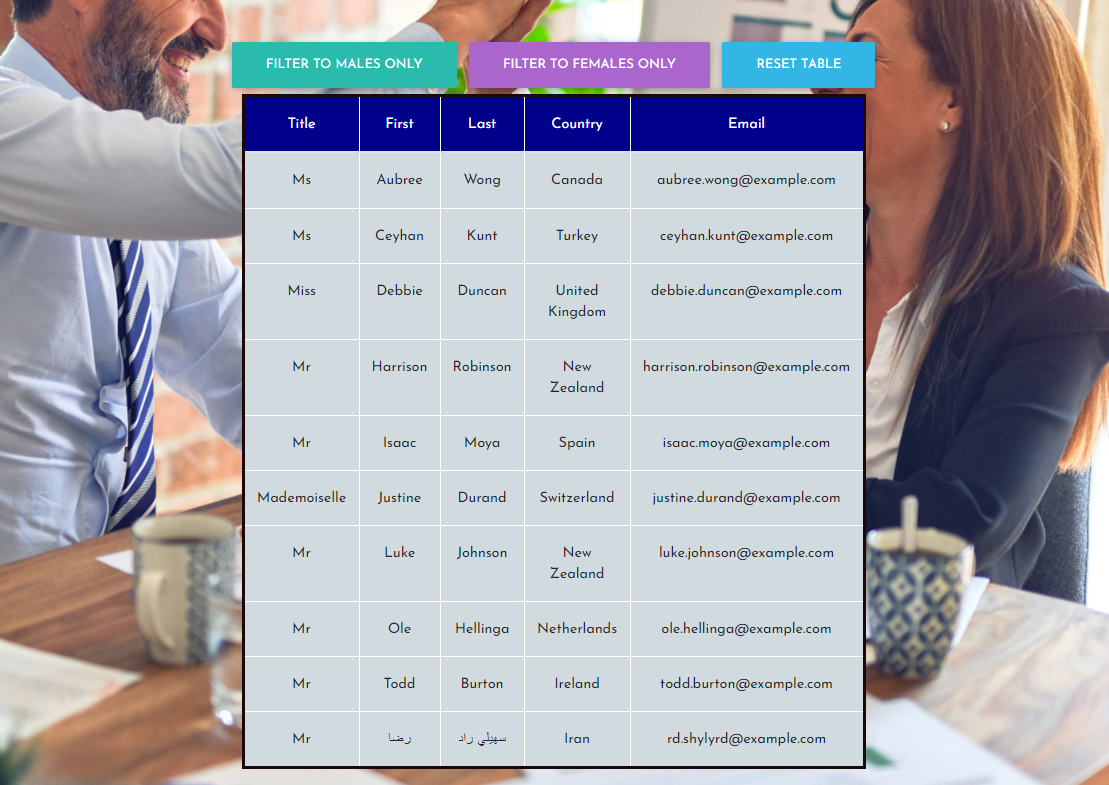 FILTER TO MALES ONLY FILTER TO FEMALES ONLY RESET TABLE
Title First Last Country Email
Ms Aubree Wong Canada aubree.wong@example.com
Ms Ceyhan Kunt Turkey ceyhan.kunt@example.com
Miss Debbie Duncan United debbie.duncan@example.com
Kingdom
Mr Harrison Robinson New harrison.robinson@example.com
Zealand
Mr Isaac Moya Spain isaac.moya@example.com
Mademoiselle Justine Durand Switzerland justine.durand@example.com
Mr Luke Johnson New luke.johnson@example.com
Zealand
Mr Ole Hellinga Netherlands ole.hellinga@example.com
Mr Todd Burton Ireland todd.burton@example.com
Mr رضا سهيلي راد Iran rd.shylyrd@example.com